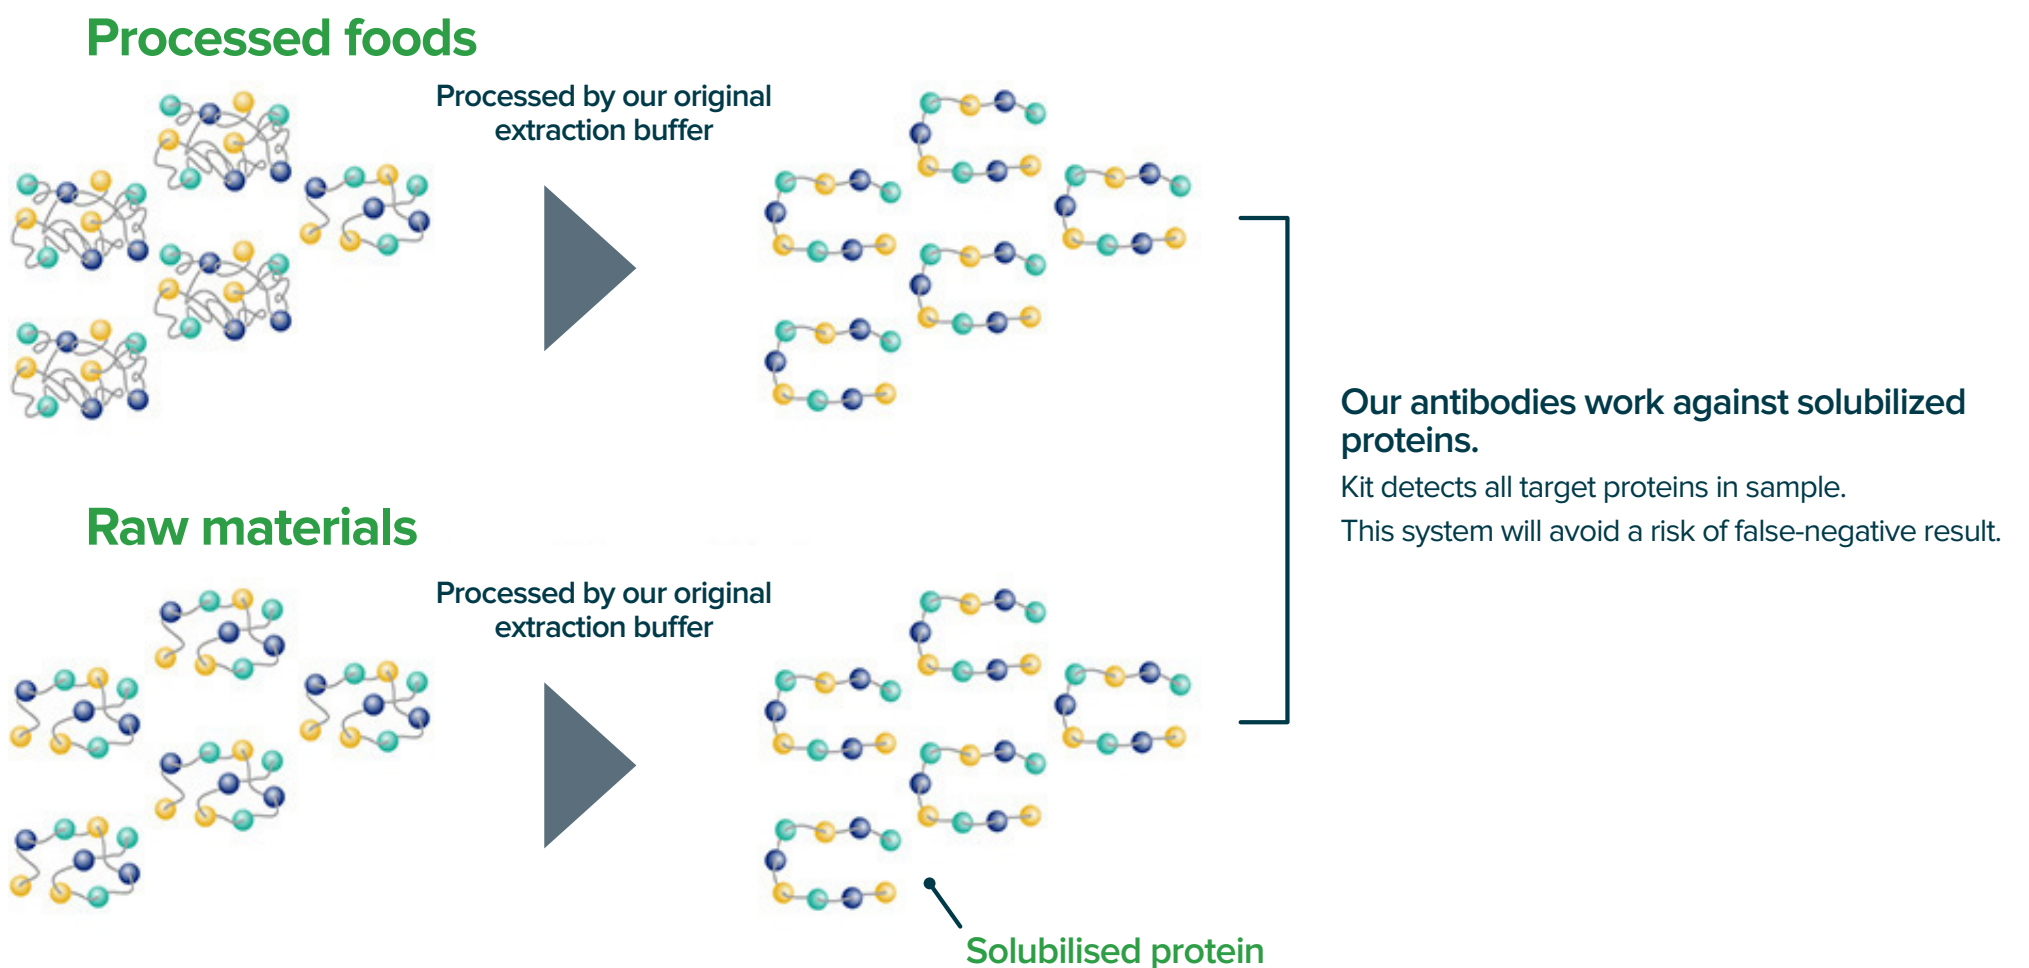 Processed foods
Processed by our original
extraction buffer
Raw materials
Processed by our original
extraction buffer
Solubilised protein
Our antibodies work against solubilized
proteins.
Kit detects all target proteins in sample.
This system will avoid a risk of false-negative result.